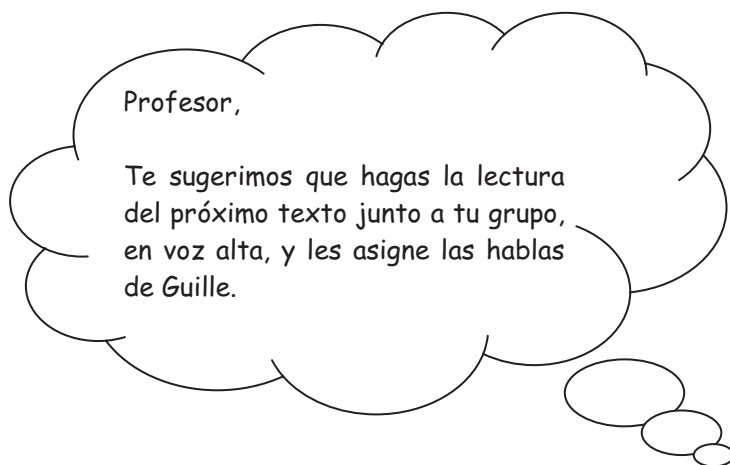 Profesor,
Te sugerimos que hagas la lectura
del próximo texto junto a tu grupo,
en voz alta, y les asigne las hablas
de Guille.